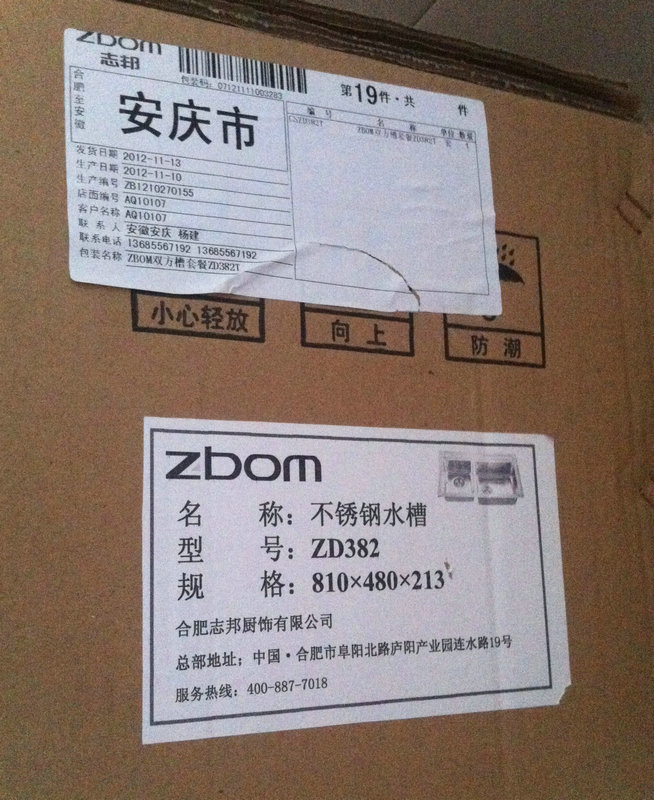 zbom
志邦
包装码: 07121111003283
第19件·共 件
合肥至安徽
安庆市
编号 名称 单位 数量
CSZD382T ZBOM双方槽套餐ZD382T 套 1
发货日期 2012-11-13
生产日期 2012-11-10
生产编号 ZB1210270155
店面编号 AQ10107
客户名称 AQ10107
联系人 安徽安庆 杨建
联系电话 13685567192 13685567192
包装名称 ZBOM双方槽套餐ZD382T
小心轻放
向上
防潮
zbom
名 称: 不锈钢水槽
型 号: ZD382
规 格: 810×480×213
合肥志邦厨饰有限公司
总部地址: 中国·合肥市阜阳北路庐阳产业园连水路19号
服务热线: 400-887-7018